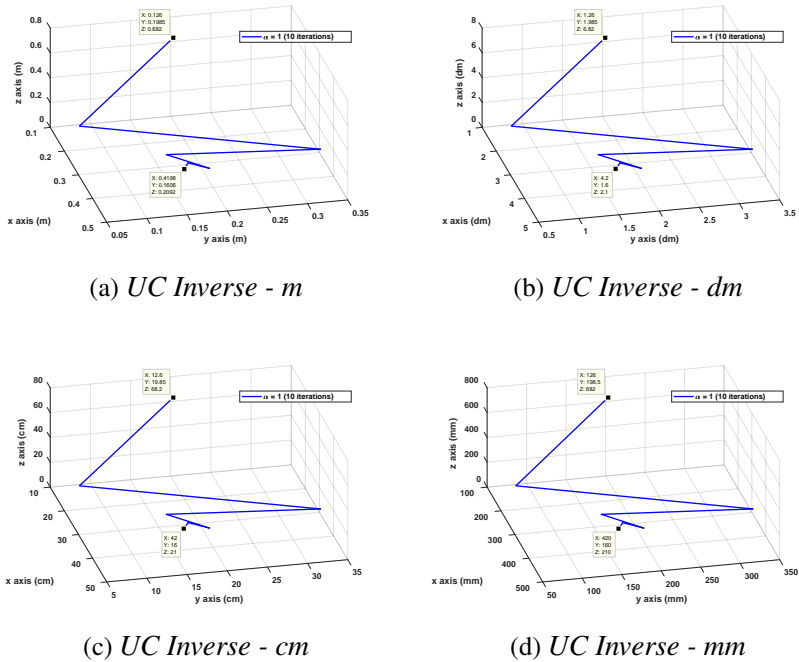 X: 0.126
Y: 0.1985
Z: 0.682
α = 1 (10 iterations)
0.8
0.6
0.4
0.2
0
z axis (m)
0.1
0.2
0.3
0.4
0.5
x axis (m)
X: 0.4198
Y: 0.1606
Z: 0.2092
0.05
0.1
0.15
0.2
0.25
0.3
0.35
y axis (m)
(a) UC Inverse - m
X: 1.26
Y: 1.985
Z: 6.82
α = 1 (10 iterations)
8
6
4
2
0
z axis (dm)
1
2
3
4
5
x axis (dm)
X: 4.2
Y: 1.6
Z: 2.1
0.5
1
1.5
2
2.5
3
3.5
y axis (dm)
(b) UC Inverse - dm
X: 12.6
Y: 19.85
Z: 68.2
α = 1 (10 iterations)
80
60
40
20
0
z axis (cm)
10
20
30
40
50
x axis (cm)
X: 42
Y: 16
Z: 21
5
10
15
20
25
30
35
y axis (cm)
(c) UC Inverse - cm
X: 126
Y: 198.5
Z: 682
α = 1 (10 iterations)
800
600
400
200
0
z axis (mm)
100
200
300
400
500
x axis (mm)
X: 420
Y: 160
Z: 210
50
100
150
200
250
300
350
y axis (mm)
(d) UC Inverse - mm